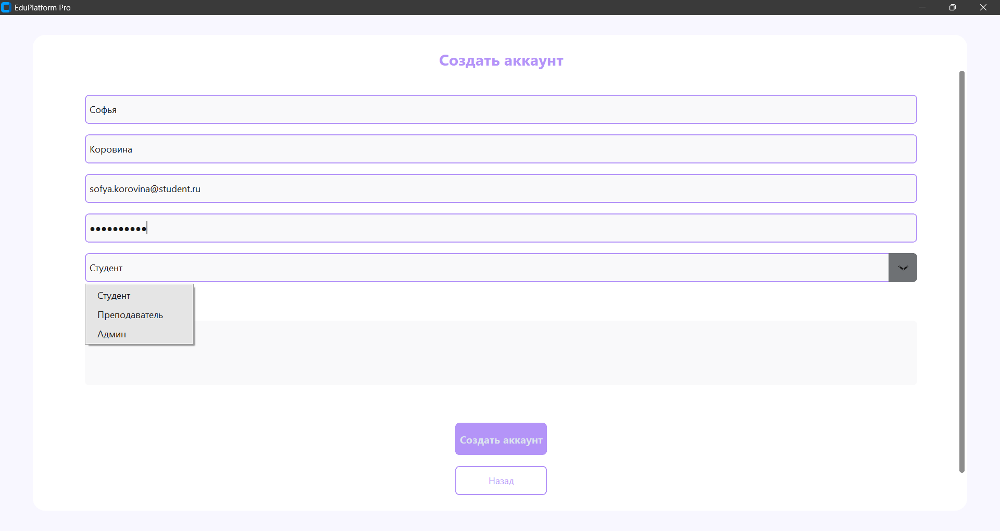 EduPlatform Pro
Создать аккаунт
Софья
Коровина
sofya.korovina@student.ru
••••••••••
Студент
Студент
Преподаватель
Админ
Создать аккаунт
Назад